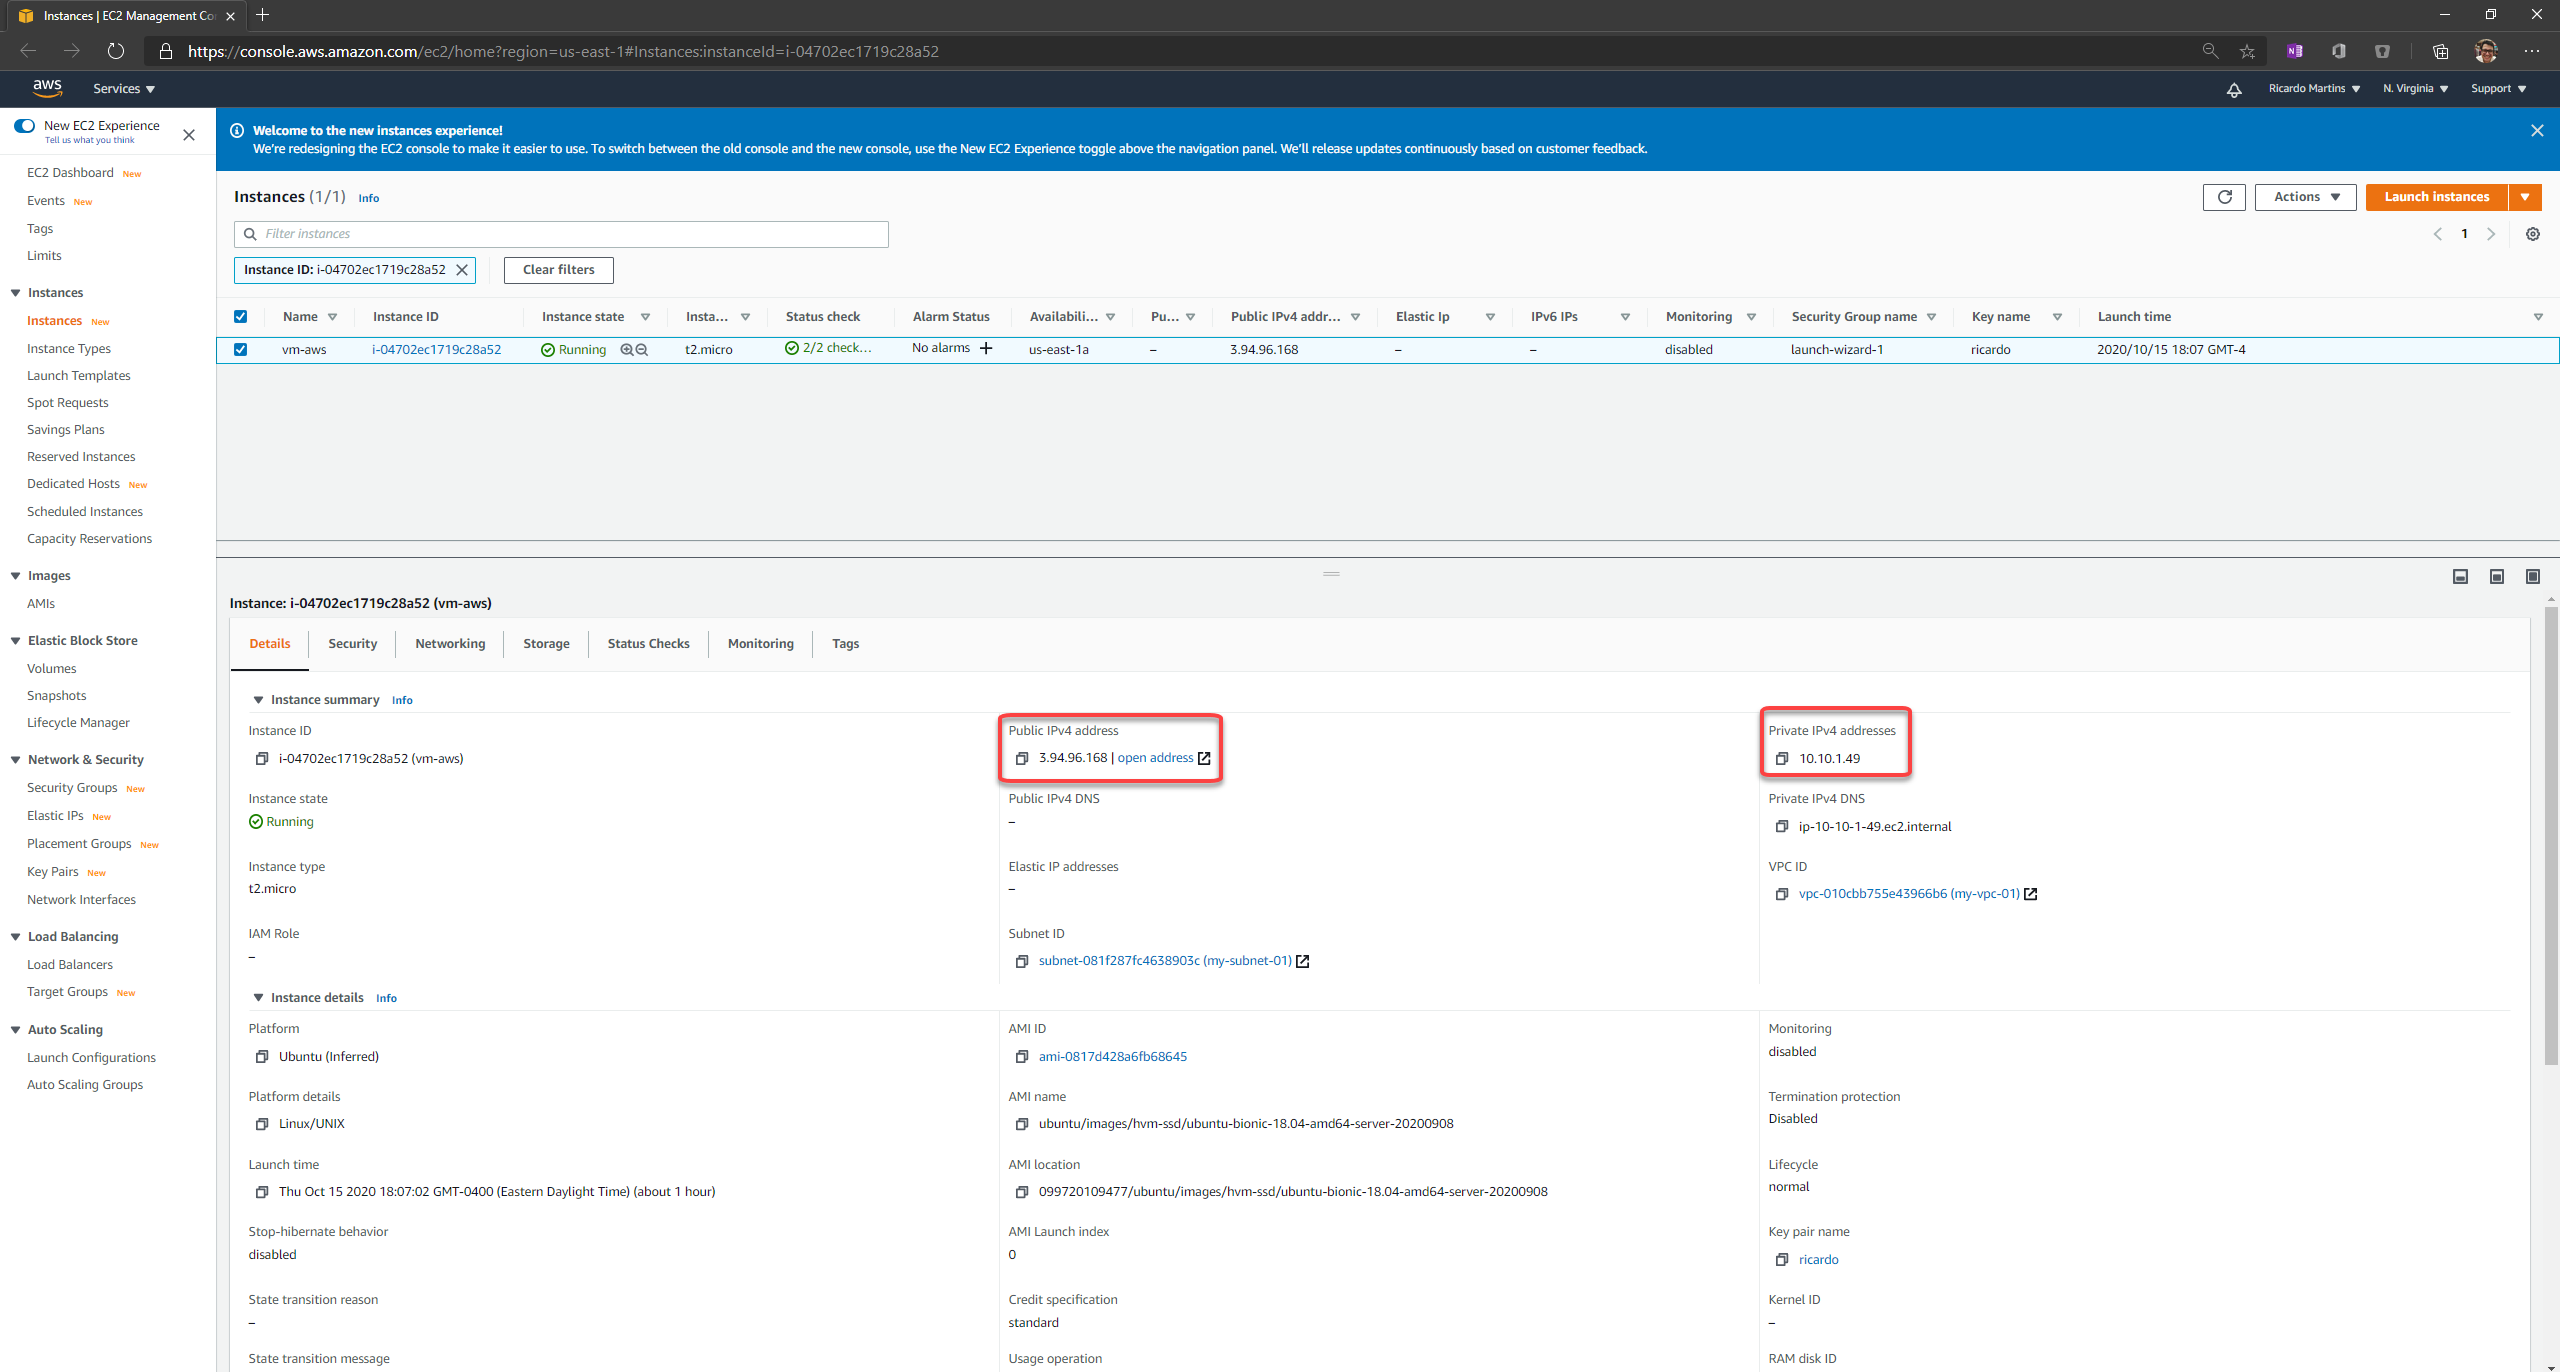 Instances | EC2 Management Co
https://console.aws.amazon.com/ec2/home?region=us-east-1#Instances:instanceId=i-04702ec1719c28a52
aws Services Ricardo Martins N. Virginia Support
New EC2 Experience
Tell us what you think
Welcome to the new instances experience!
We're redesigning the EC2 console to make it easier to use. To switch between the old console and the new console, use the New EC2 Experience toggle above the navigation panel. We'll release updates continuously based on customer feedback.
EC2 Dashboard New
Events New
Tags
Limits
Instances
Instances New
Instance Types
Launch Templates
Spot Requests
Savings Plans
Reserved Instances
Dedicated Hosts New
Scheduled Instances
Capacity Reservations
Images
AMIs
Elastic Block Store
Volumes
Snapshots
Lifecycle Manager
Network & Security
Security Groups New
Elastic IPs New
Placement Groups New
Key Pairs New
Network Interfaces
Load Balancing
Load Balancers
Target Groups New
Auto Scaling
Launch Configurations
Auto Scaling Groups
Instances (1/1) Info
Actions
Launch instances
Filter instances
1
Instance ID: i-04702ec1719c28a52
Clear filters
Name Instance ID Instance state Insta... Status check Alarm Status Availabili... Pu... Public IPv4 addr... Elastic Ip IPv6 IPs Monitoring Security Group name Key name Launch time
vm-aws i-04702ec1719c28a52 Running t2.micro 2/2 check... No alarms us-east-1a – 3.94.96.168 – – disabled launch-wizard-1 ricardo 2020/10/15 18:07 GMT-4
Instance: i-04702ec1719c28a52 (vm-aws)
Details Security Networking Storage Status Checks Monitoring Tags
Instance summary Info
Instance ID
i-04702ec1719c28a52 (vm-aws)
Public IPv4 address
3.94.96.168 | open address
Private IPv4 addresses
10.10.1.49
Instance state
Running
Public IPv4 DNS
–
Private IPv4 DNS
ip-10-10-1-49.ec2.internal
Instance type
t2.micro
Elastic IP addresses
–
VPC ID
vpc-010cbb755e43966b6 (my-vpc-01)
IAM Role
–
Subnet ID
subnet-081f287fc4638903c (my-subnet-01)
Instance details Info
Platform
Ubuntu (Inferred)
AMI ID
ami-0817d428a6fb68645
Monitoring
disabled
Platform details
Linux/UNIX
AMI name
ubuntu/images/hvm-ssd/ubuntu-bionic-18.04-amd64-server-20200908
Termination protection
Disabled
Launch time
Thu Oct 15 2020 18:07:02 GMT-0400 (Eastern Daylight Time) (about 1 hour)
AMI location
099720109477/ubuntu/images/hvm-ssd/ubuntu-bionic-18.04-amd64-server-20200908
Lifecycle
normal
Stop-hibernate behavior
disabled
AMI Launch index
0
Key pair name
ricardo
State transition reason
–
Credit specification
standard
Kernel ID
–
State transition message
Usage operation
RAM disk ID